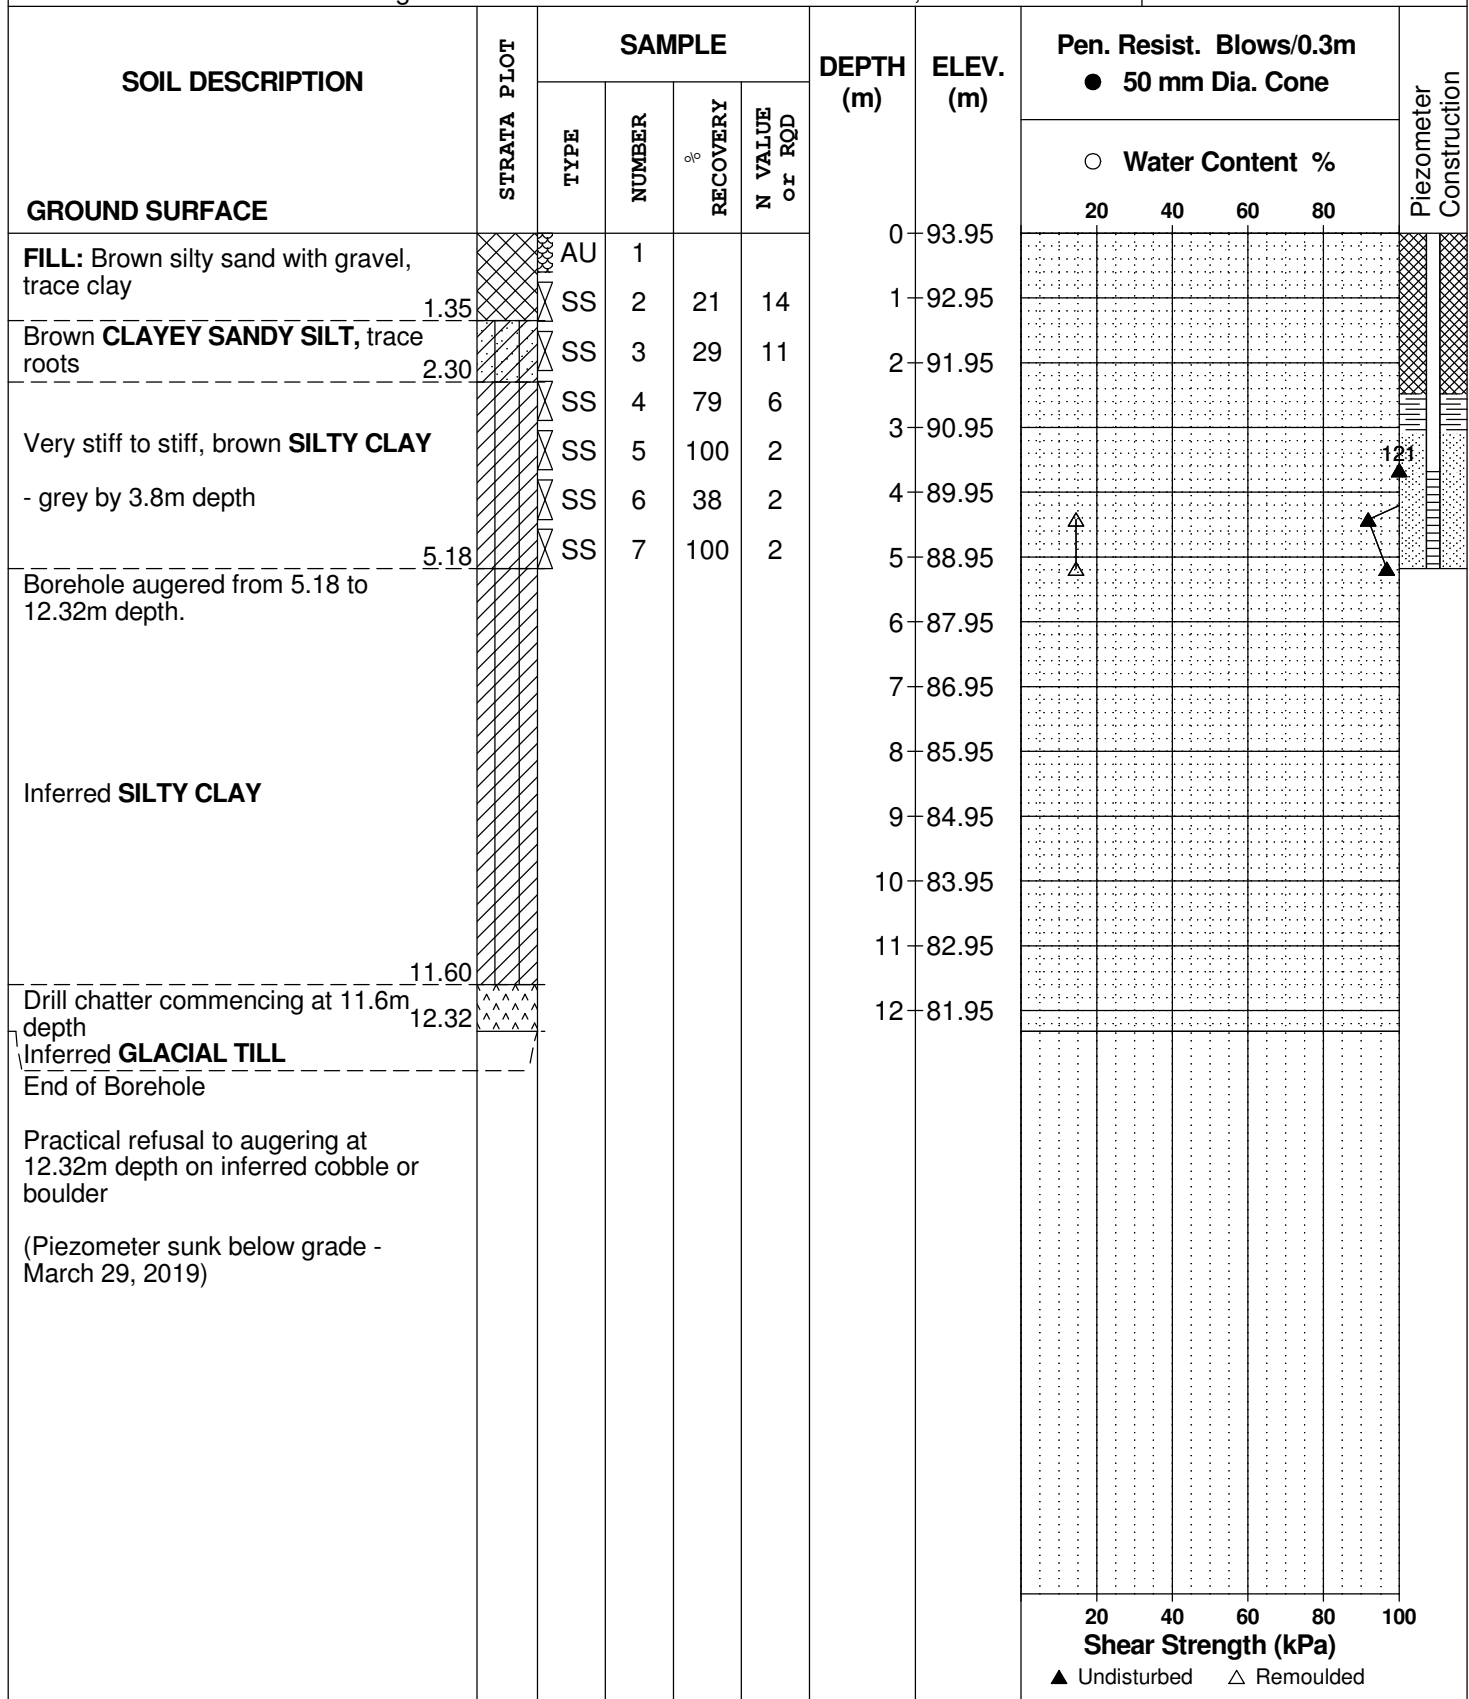 SOIL DESCRIPTION
GROUND SURFACE
STRATA PLOT
SAMPLE
TYPE
NUMBER
% RECOVERY
N VALUE or RQD
DEPTH (m)
ELEV. (m)
Pen. Resist. Blows/0.3m
● 50 mm Dia. Cone
○ Water Content %
20 40 60 80
Piezometer Construction
FILL: Brown silty sand with gravel,
trace clay
1.35
Brown CLAYEY SANDY SILT, trace
roots
2.30
Very stiff to stiff, brown SILTY CLAY
- grey by 3.8m depth
5.18
Borehole augered from 5.18 to
12.32m depth.
Inferred SILTY CLAY
11.60
Drill chatter commencing at 11.6m
depth
12.32
Inferred GLACIAL TILL
End of Borehole
Practical refusal to augering at
12.32m depth on inferred cobble or
boulder
(Piezometer sunk below grade -
March 29, 2019)
AU 1
SS 2 21 14
SS 3 29 11
SS 4 79 6
SS 5 100 2
SS 6 38 2
SS 7 100 2
0 93.95
1 92.95
2 91.95
3 90.95
4 89.95
5 88.95
6 87.95
7 86.95
8 85.95
9 84.95
10 83.95
11 82.95
12 81.95
121
20 40 60 80 100
Shear Strength (kPa)
▲ Undisturbed △ Remoulded